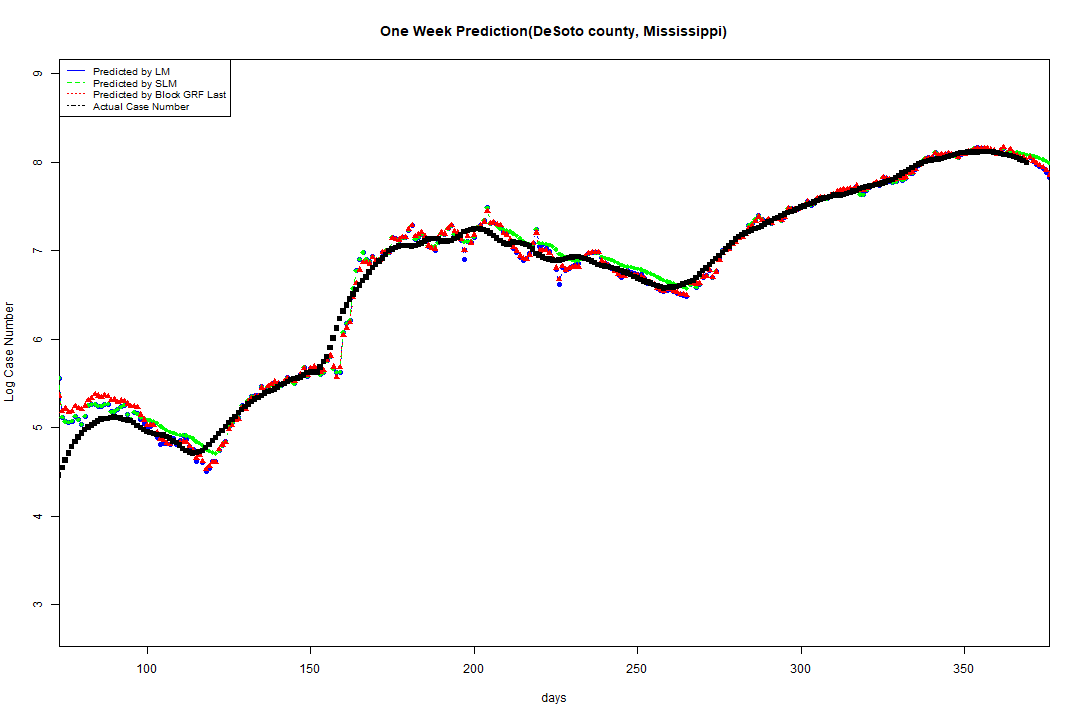 One Week Prediction(DeSoto county, Mississippi)
Predicted by LM
Predicted by SLM
Predicted by Block GRF Last
Actual Case Number
9
8
7
6
5
4
3
Log Case Number
100 150 200 250 300 350
days